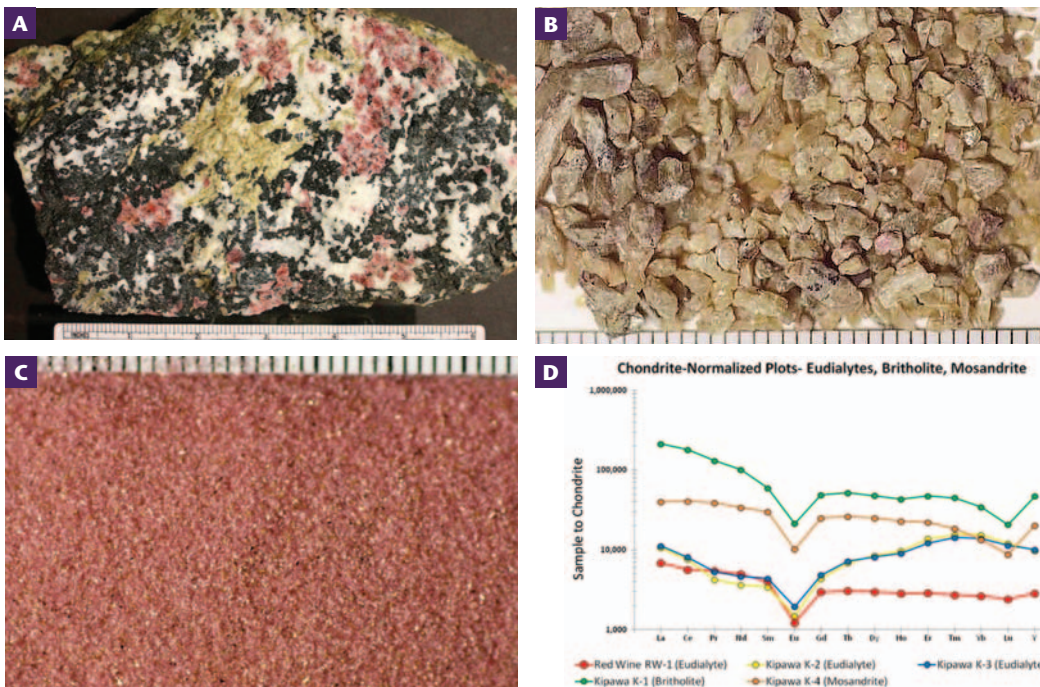 A
B
C
D
Chondrite-Normalized Plots- Eudialytes, Britholite, Mosandrite
1,000,000
100,000
10,000
1,000
Sample to Chondrite
La Ce Pr Nd Sm Eu Gd Tb Dy Ho Er Tm Yb Lu Y
Red Wine RW-1 (Eudialyte) Kipawa K-2 (Eudialyte) Kipawa K-3 (Eudialyte
Kipawa K-1 (Britholite) Kipawa K-4 (Mosandrite)